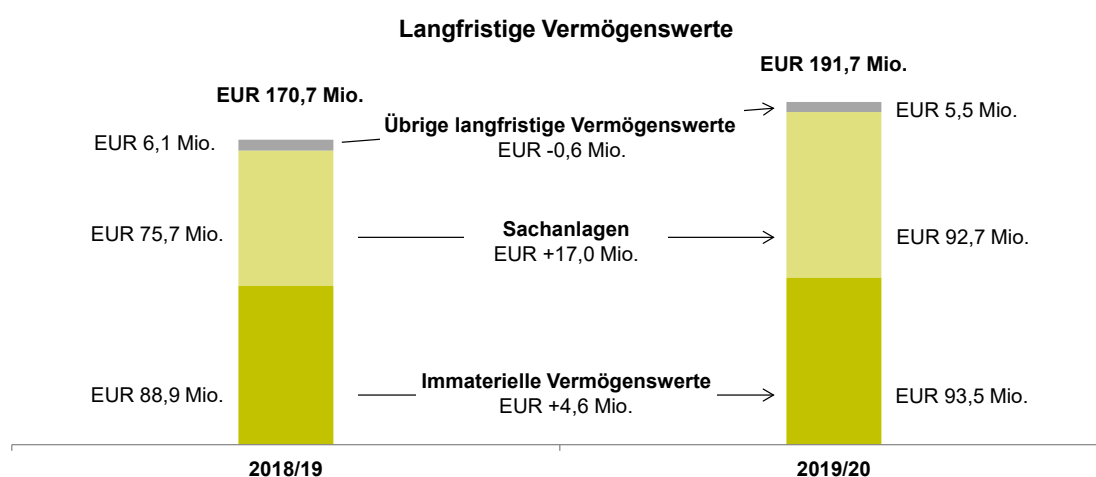 Langfristige Vermögenswerte
EUR 170,7 Mio.
EUR 191,7 Mio.
EUR 6,1 Mio.
Übrige langfristige Vermögenswerte
EUR -0,6 Mio.
EUR 5,5 Mio.
EUR 75,7 Mio.
Sachanlagen
EUR +17,0 Mio.
EUR 92,7 Mio.
EUR 88,9 Mio.
Immaterielle Vermögenswerte
EUR +4,6 Mio.
EUR 93,5 Mio.
2018/19
2019/20